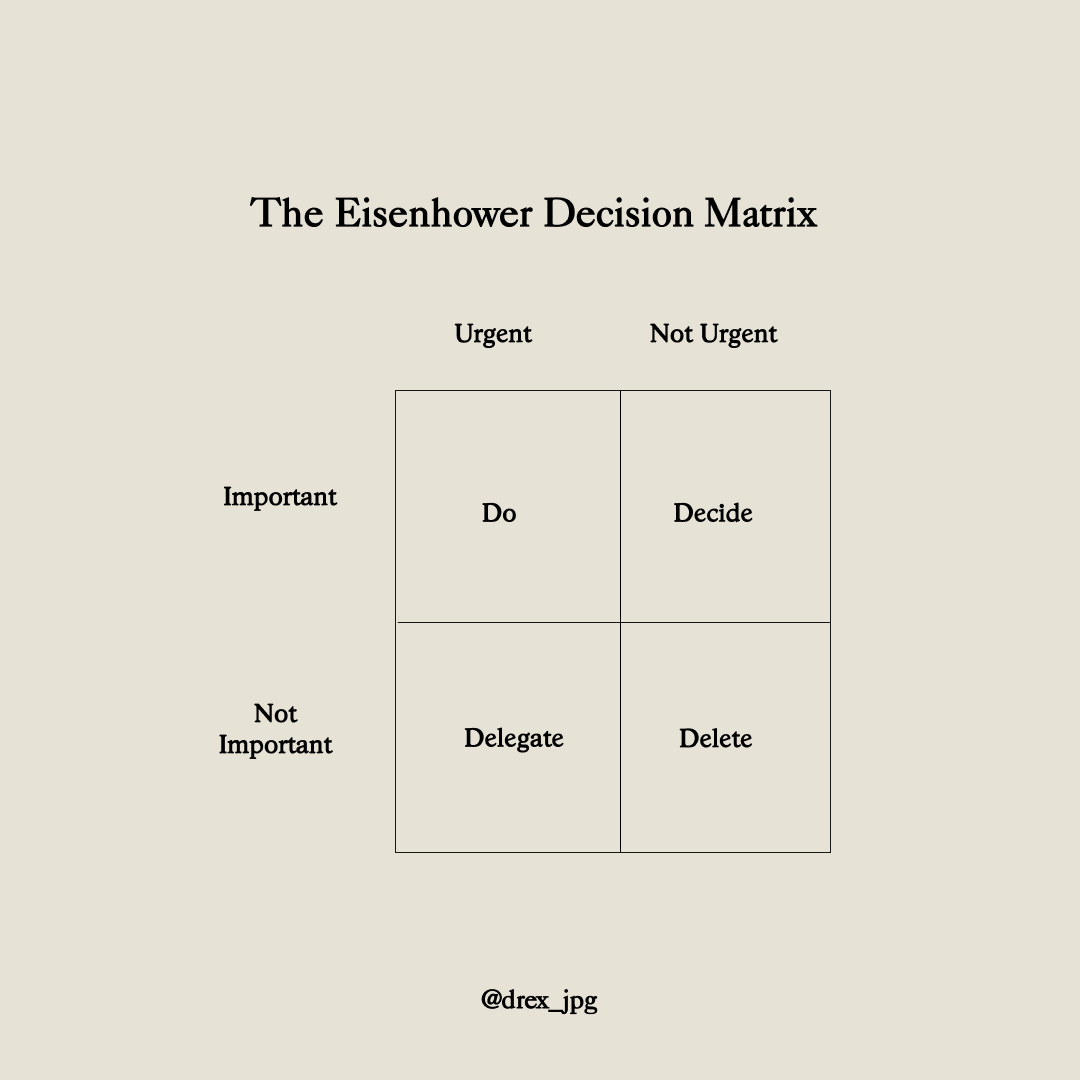 The Eisenhower Decision Matrix
Urgent
Not Urgent
Important
Do
Decide
Not
Important
Delegate
Delete
@drex_jpg